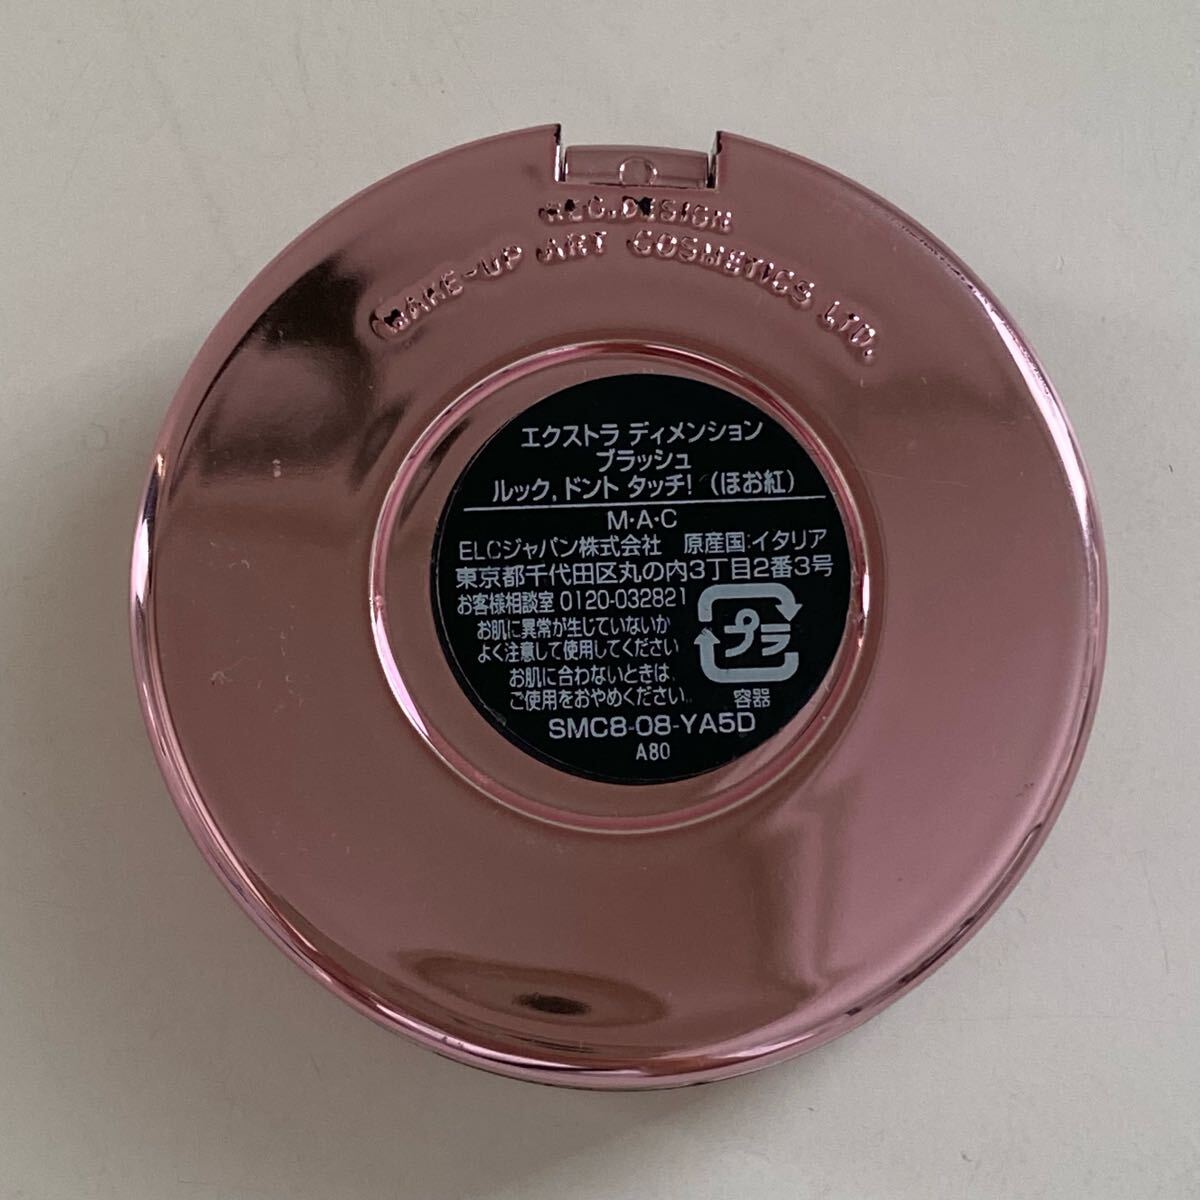 REG.DESIGN
MAKE-UP ART COSMETICS LTD.
エクストラ ディメンション
ブラッシュ
ルック, ドント タッチ! (ほお紅)
M・A・C
ELCジャパン株式会社 原産国:イタリア
東京都千代田区丸の内3丁目2番3号
お客様相談室 0120-032821
お肌に異常が生じていないか
よく注意して使用してください
お肌に合わないときは、
ご使用をおやめください。
プラ
容器
SMC8-08-YA5D
A80